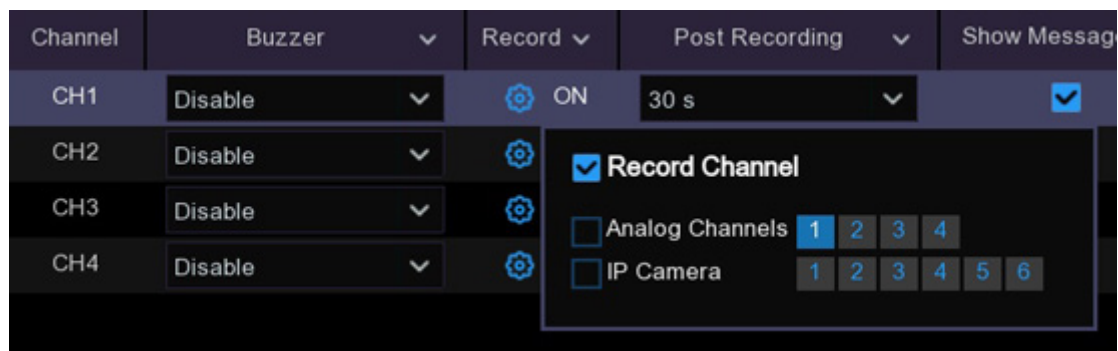 Channel Buzzer Record Post Recording Show Messag
CH1 Disable ON 30 s
CH2 Disable
Record Channel
CH3 Disable
Analog Channels 1 2 3 4
CH4 Disable
IP Camera 1 2 3 4 5 6